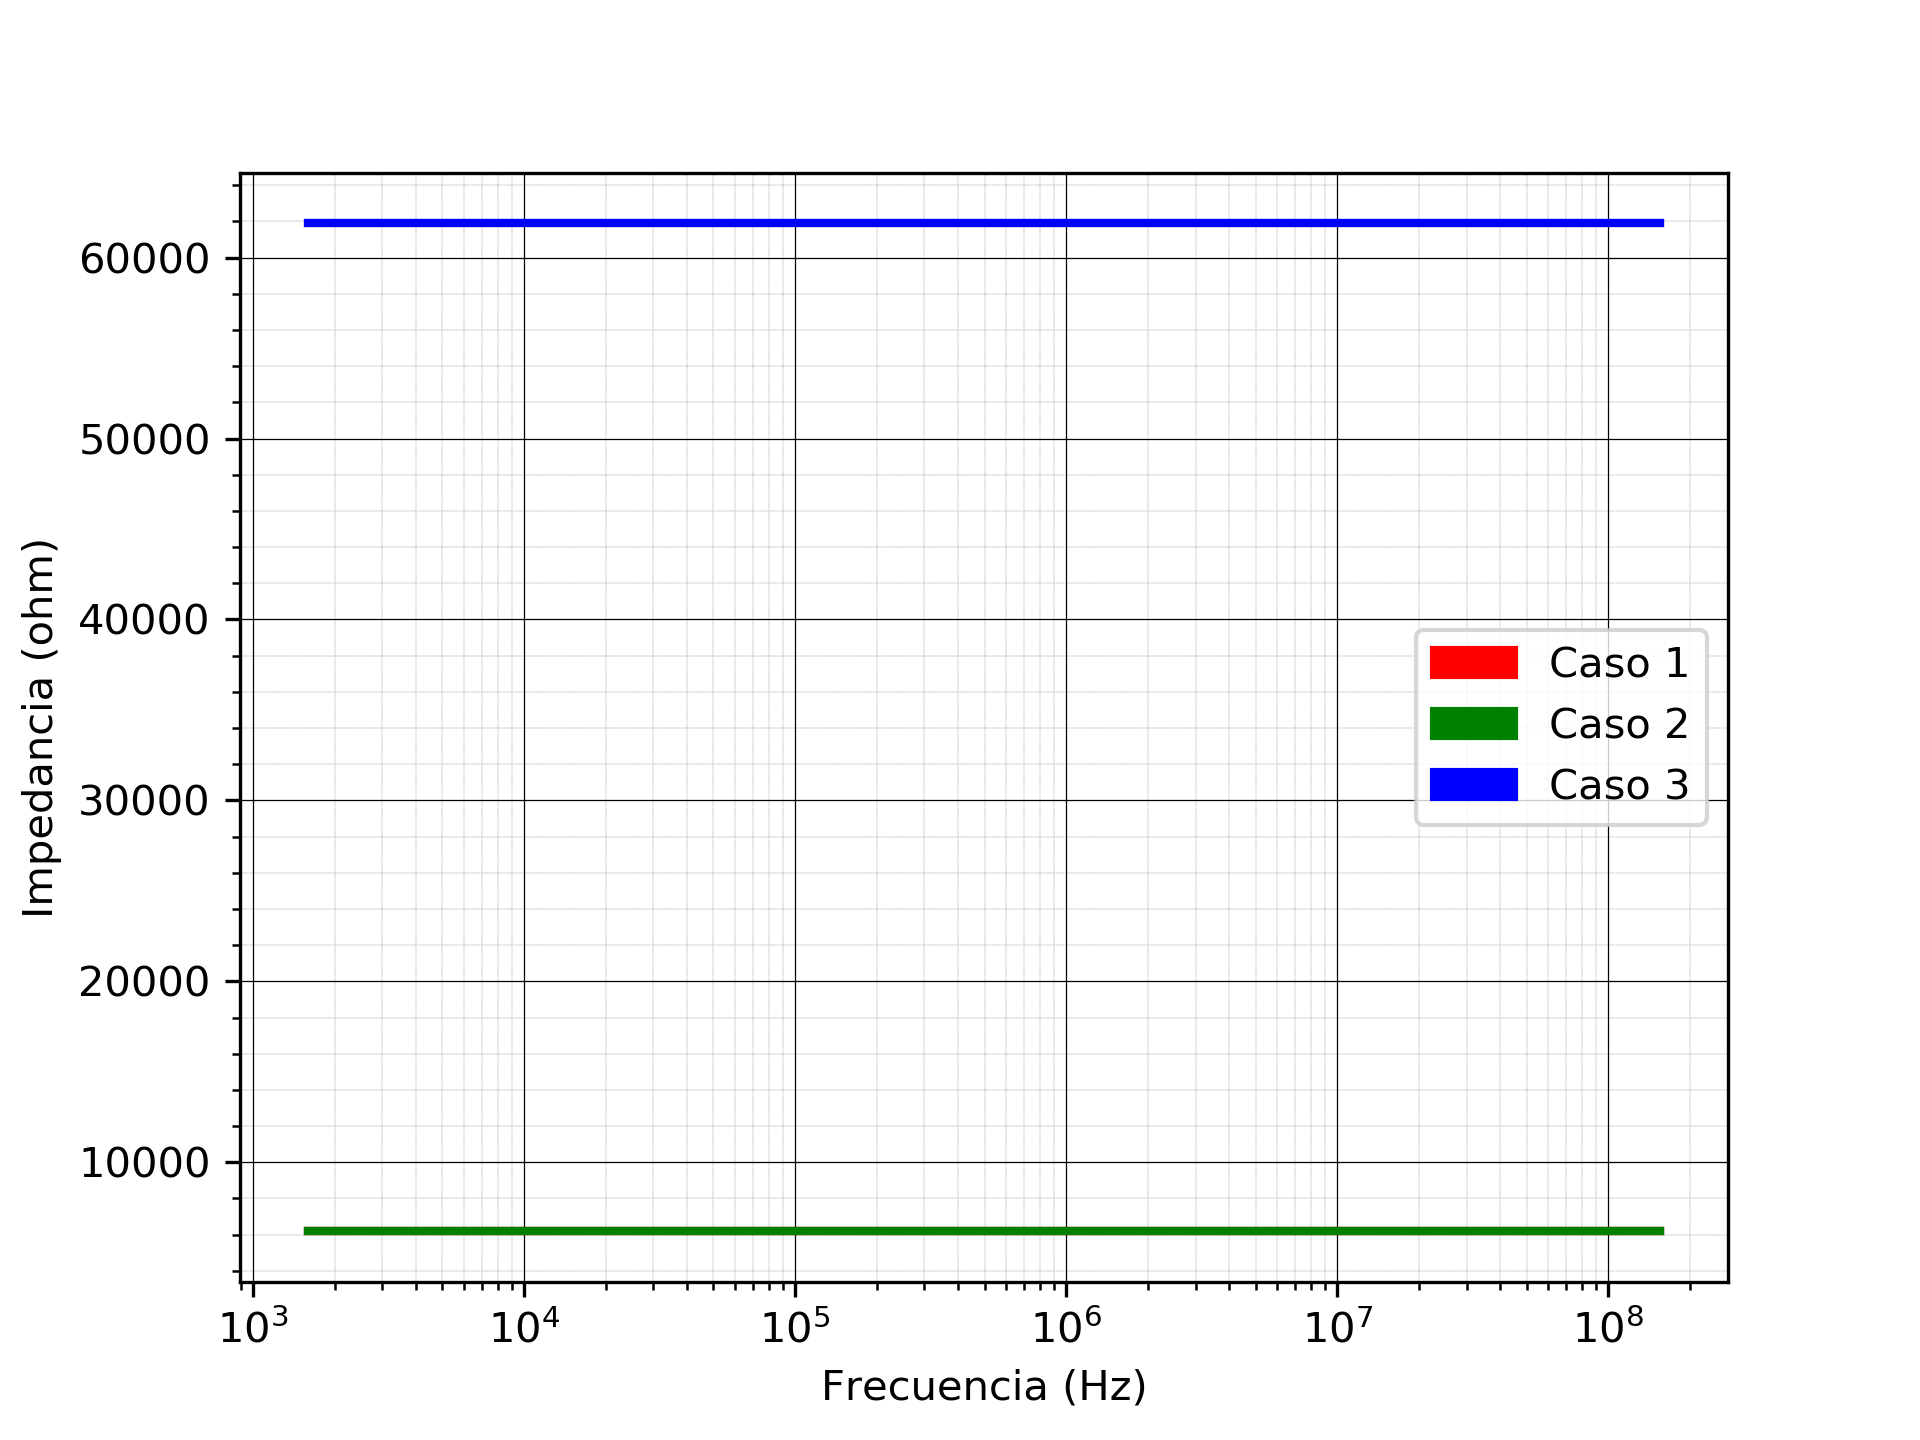 60000
50000
40000
30000
20000
10000
Impedancia (ohm)
Caso 1
Caso 2
Caso 3
10³ 10⁴ 10⁵ 10⁶ 10⁷ 10⁸
Frecuencia (Hz)